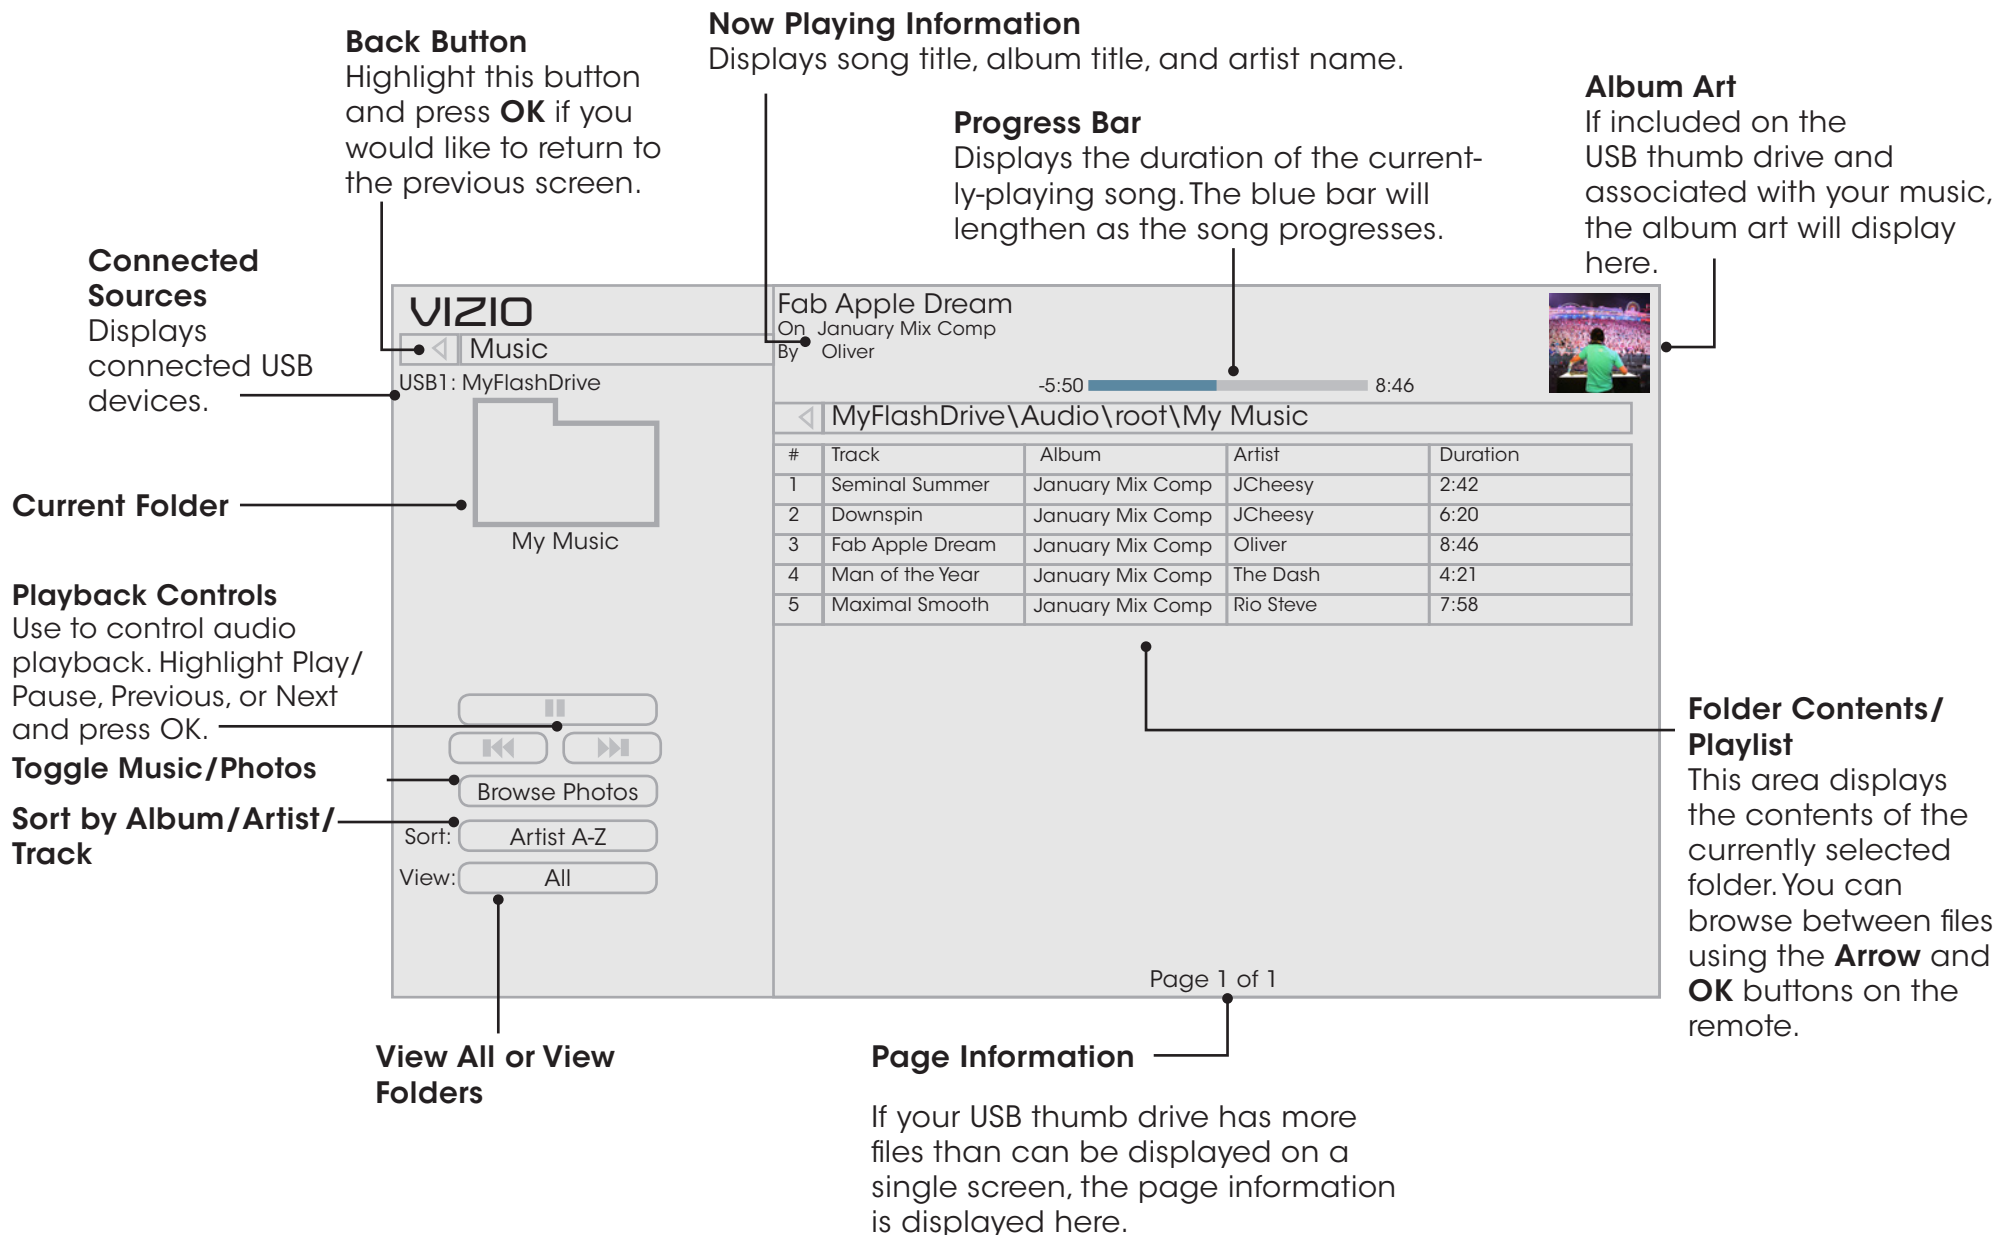 Back Button
Highlight this button
and press OK if you
would like to return to
the previous screen.
Now Playing Information
Displays song title, album title, and artist name.
Progress Bar
Displays the duration of the current-
ly-playing song. The blue bar will
lengthen as the song progresses.
Album Art
If included on the
USB thumb drive and
associated with your music,
the album art will display
here.
Connected
Sources
Displays
connected USB
devices.
Current Folder
Playback Controls
Use to control audio
playback. Highlight Play/
Pause, Previous, or Next
and press OK.
Toggle Music/Photos
Sort by Album/Artist/
Track
VIZIO
Music
USB1: MyFlashDrive
My Music
Browse Photos
Sort: Artist A-Z
View: All
Fab Apple Dream
On January Mix Comp
By Oliver
-5:50 8:46
MyFlashDrive\Audio\root\My Music
# Track Album Artist Duration
1 Seminal Summer January Mix Comp JCheesy 2:42
2 Downspin January Mix Comp JCheesy 6:20
3 Fab Apple Dream January Mix Comp Oliver 8:46
4 Man of the Year January Mix Comp The Dash 4:21
5 Maximal Smooth January Mix Comp Rio Steve 7:58
Page 1 of 1
Folder Contents/
Playlist
This area displays
the contents of the
currently selected
folder. You can
browse between files
using the Arrow and
OK buttons on the
remote.
View All or View
Folders
Page Information
If your USB thumb drive has more
files than can be displayed on a
single screen, the page information
is displayed here.